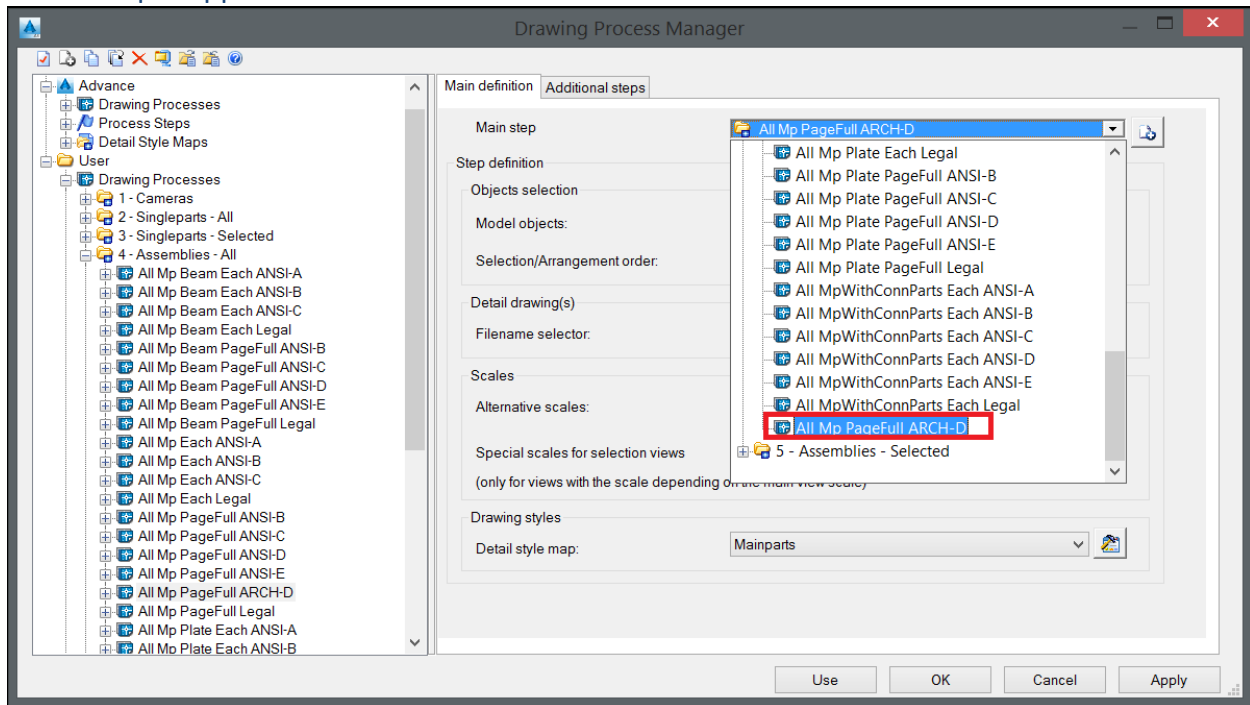 Drawing Process Manager
Advance
Drawing Processes
Process Steps
Detail Style Maps
User
Drawing Processes
1 - Cameras
2 - Singleparts - All
3 - Singleparts - Selected
4 - Assemblies - All
All Mp Beam Each ANSI-A
All Mp Beam Each ANSI-B
All Mp Beam Each ANSI-C
All Mp Beam Each Legal
All Mp Beam PageFull ANSI-B
All Mp Beam PageFull ANSI-C
All Mp Beam PageFull ANSI-D
All Mp Beam PageFull ANSI-E
All Mp Beam PageFull Legal
All Mp Each ANSI-A
All Mp Each ANSI-B
All Mp Each ANSI-C
All Mp Each Legal
All Mp PageFull ANSI-B
All Mp PageFull ANSI-C
All Mp PageFull ANSI-D
All Mp PageFull ANSI-E
All Mp PageFull ARCH-D
All Mp PageFull Legal
All Mp Plate Each ANSI-A
All Mp Plate Each ANSI-B
Main definition Additional steps
Main step All Mp PageFull ARCH-D
Step definition
Objects selection
Model objects:
Selection/Arrangement order:
Detail drawing(s)
Filename selector:
Scales
Alternative scales:
Special scales for selection views
(only for views with the scale depending on the main view scale)
All Mp Plate Each Legal
All Mp Plate PageFull ANSI-B
All Mp Plate PageFull ANSI-C
All Mp Plate PageFull ANSI-D
All Mp Plate PageFull ANSI-E
All Mp Plate PageFull Legal
All MpWithConnParts Each ANSI-A
All MpWithConnParts Each ANSI-B
All MpWithConnParts Each ANSI-C
All MpWithConnParts Each ANSI-D
All MpWithConnParts Each ANSI-E
All MpWithConnParts Each Legal
All Mp PageFull ARCH-D
5 - Assemblies - Selected
Drawing styles
Detail style map: Mainparts
Use OK Cancel Apply